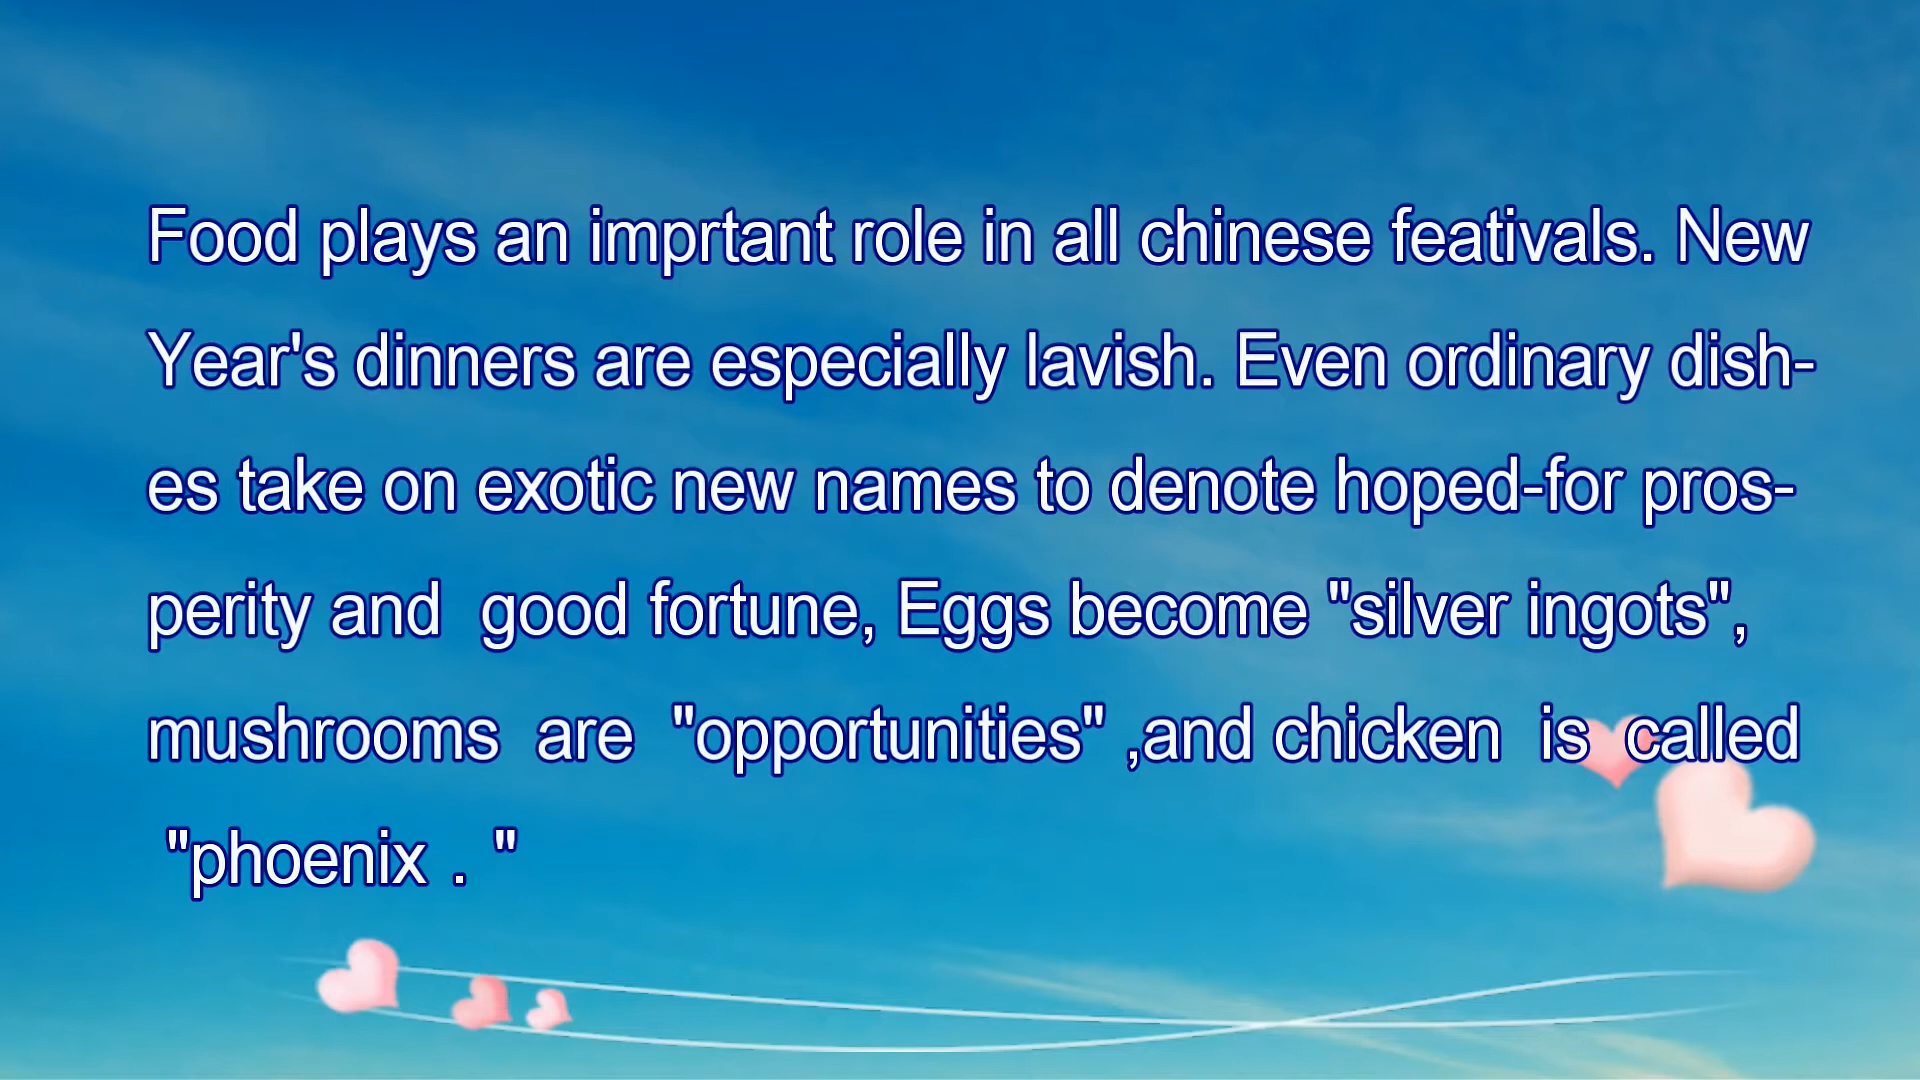 Food plays an imprtant role in all chinese feativals. New
Year's dinners are especially lavish. Even ordinary dish-
es take on exotic new names to denote hoped-for pros-
perity and  good fortune, Eggs become "silver ingots",
mushrooms  are  "opportunities" ,and chicken  is  called
"phoenix . "